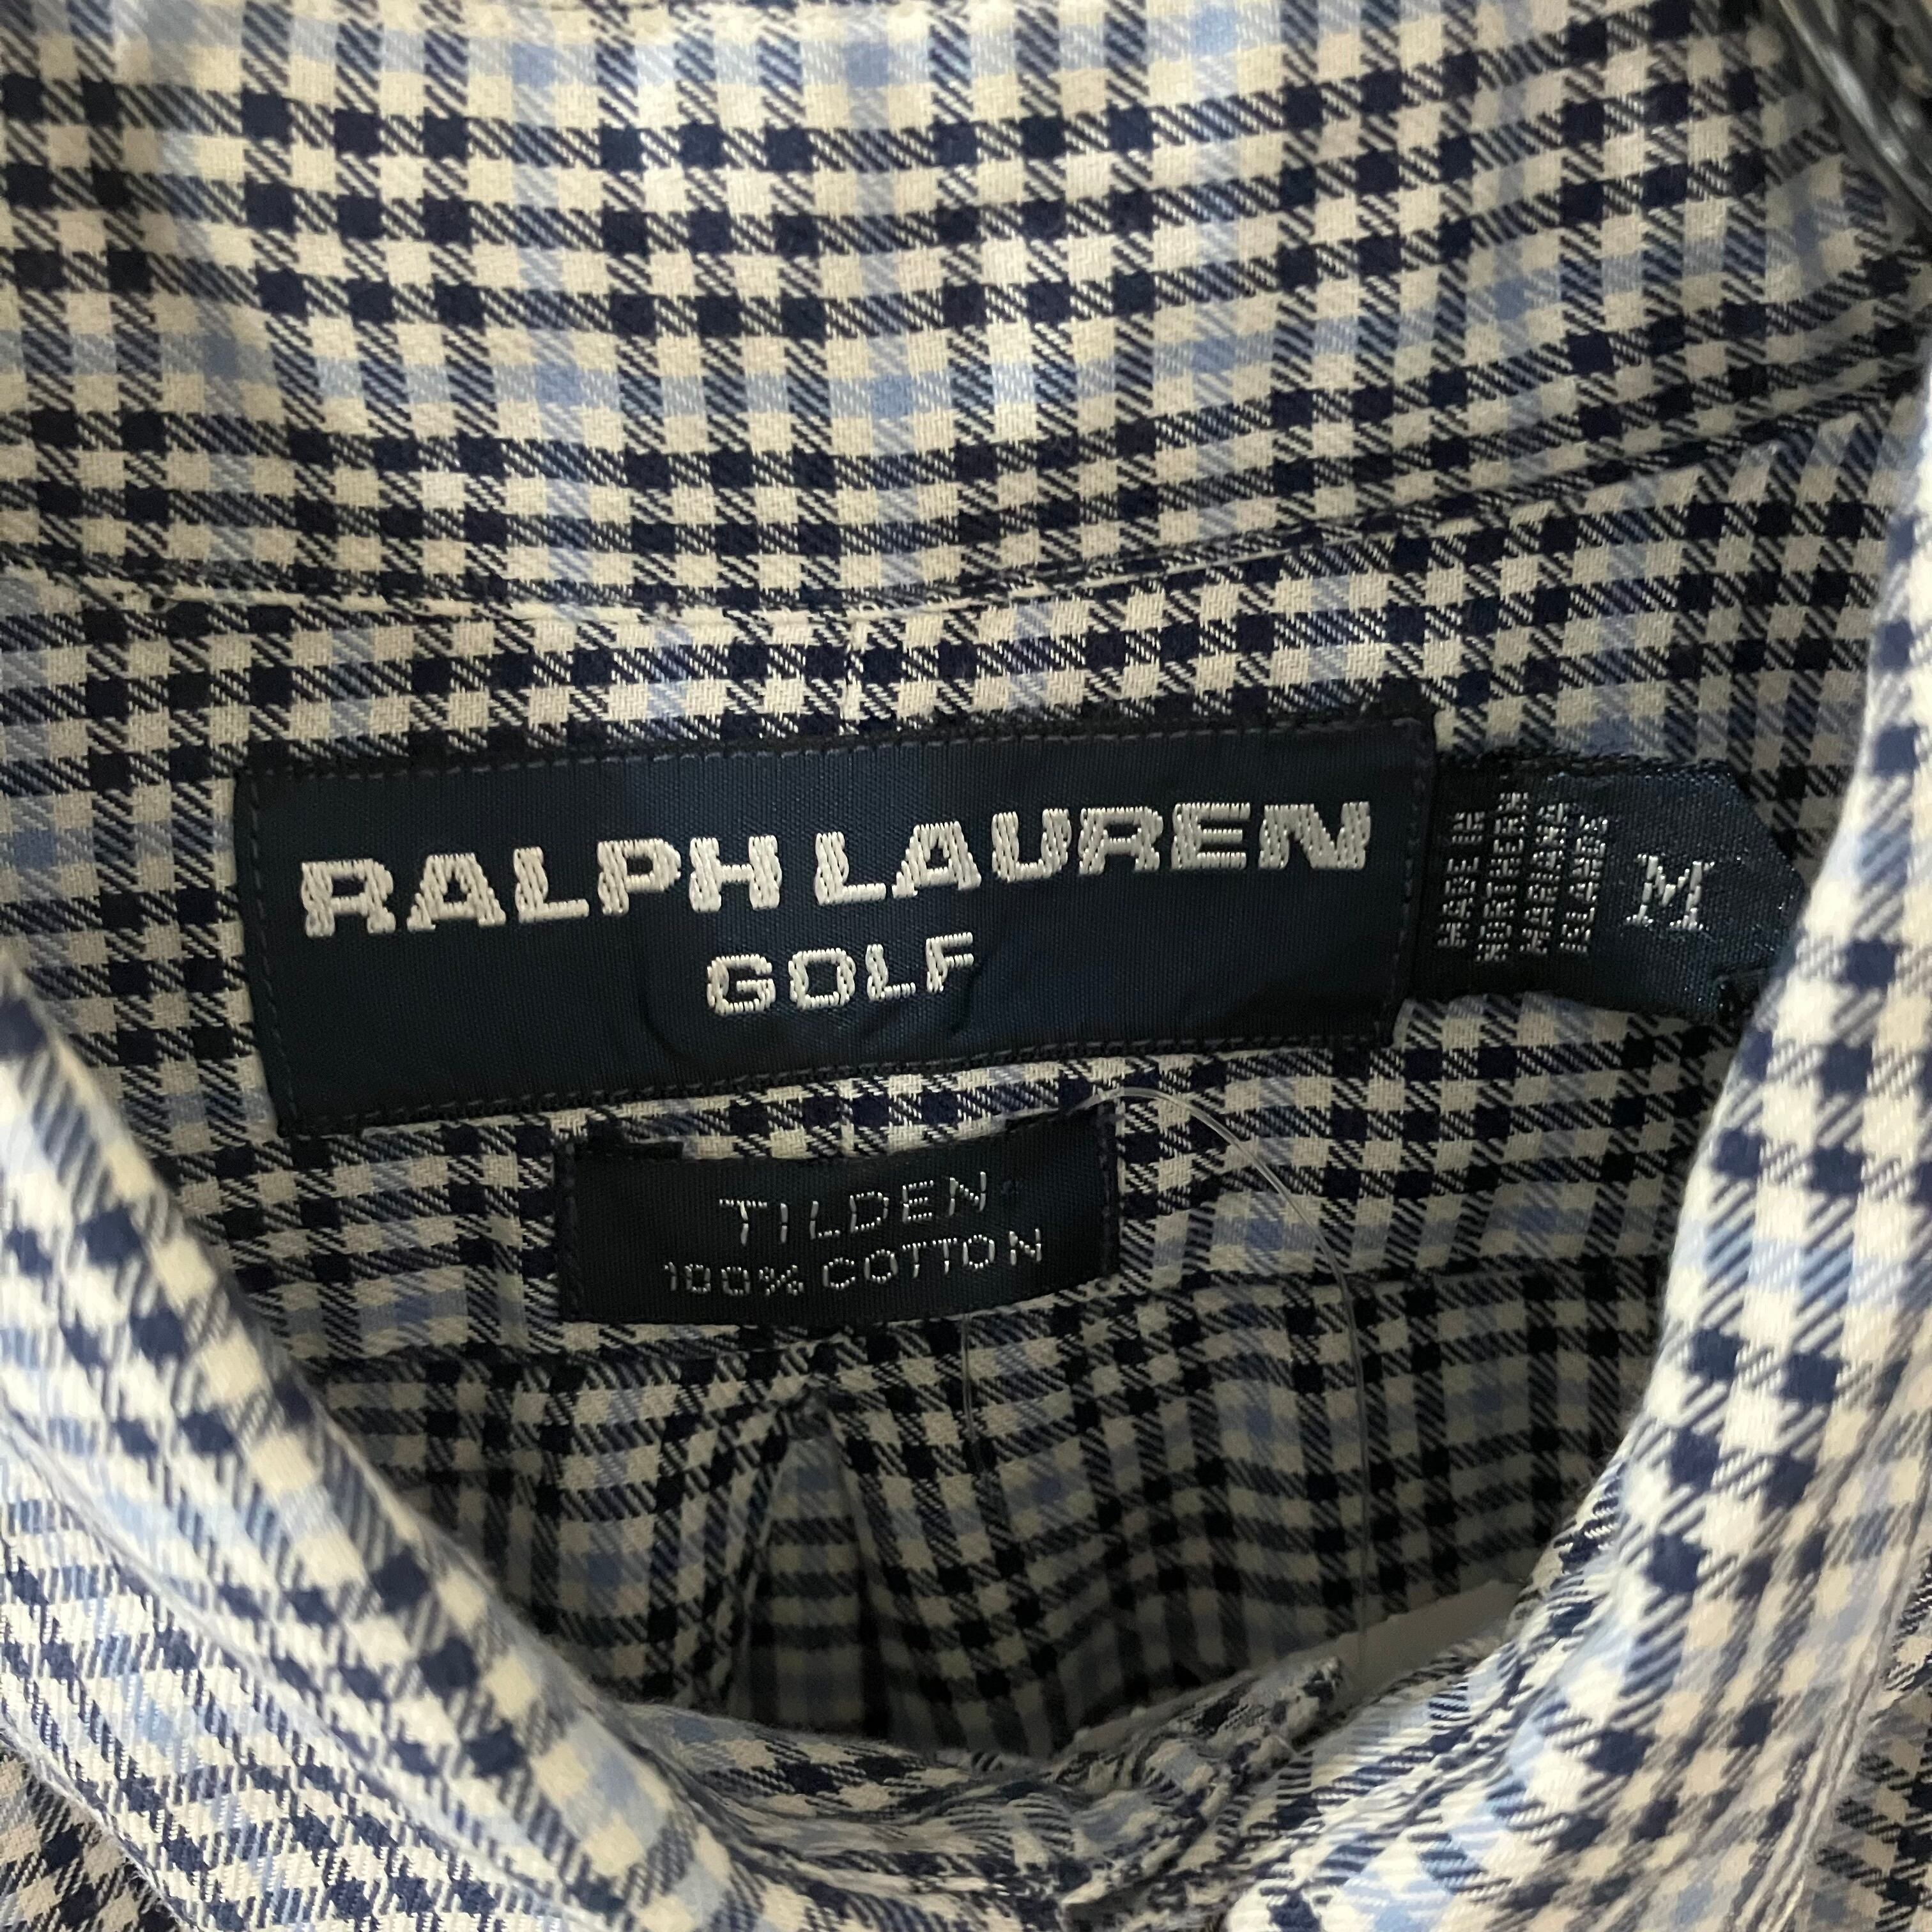 RALPH LAUREN
GOLF
MADE IN
NORTHERN
MARIANA
ISLANDS
M
TILDEN
100% COTTON